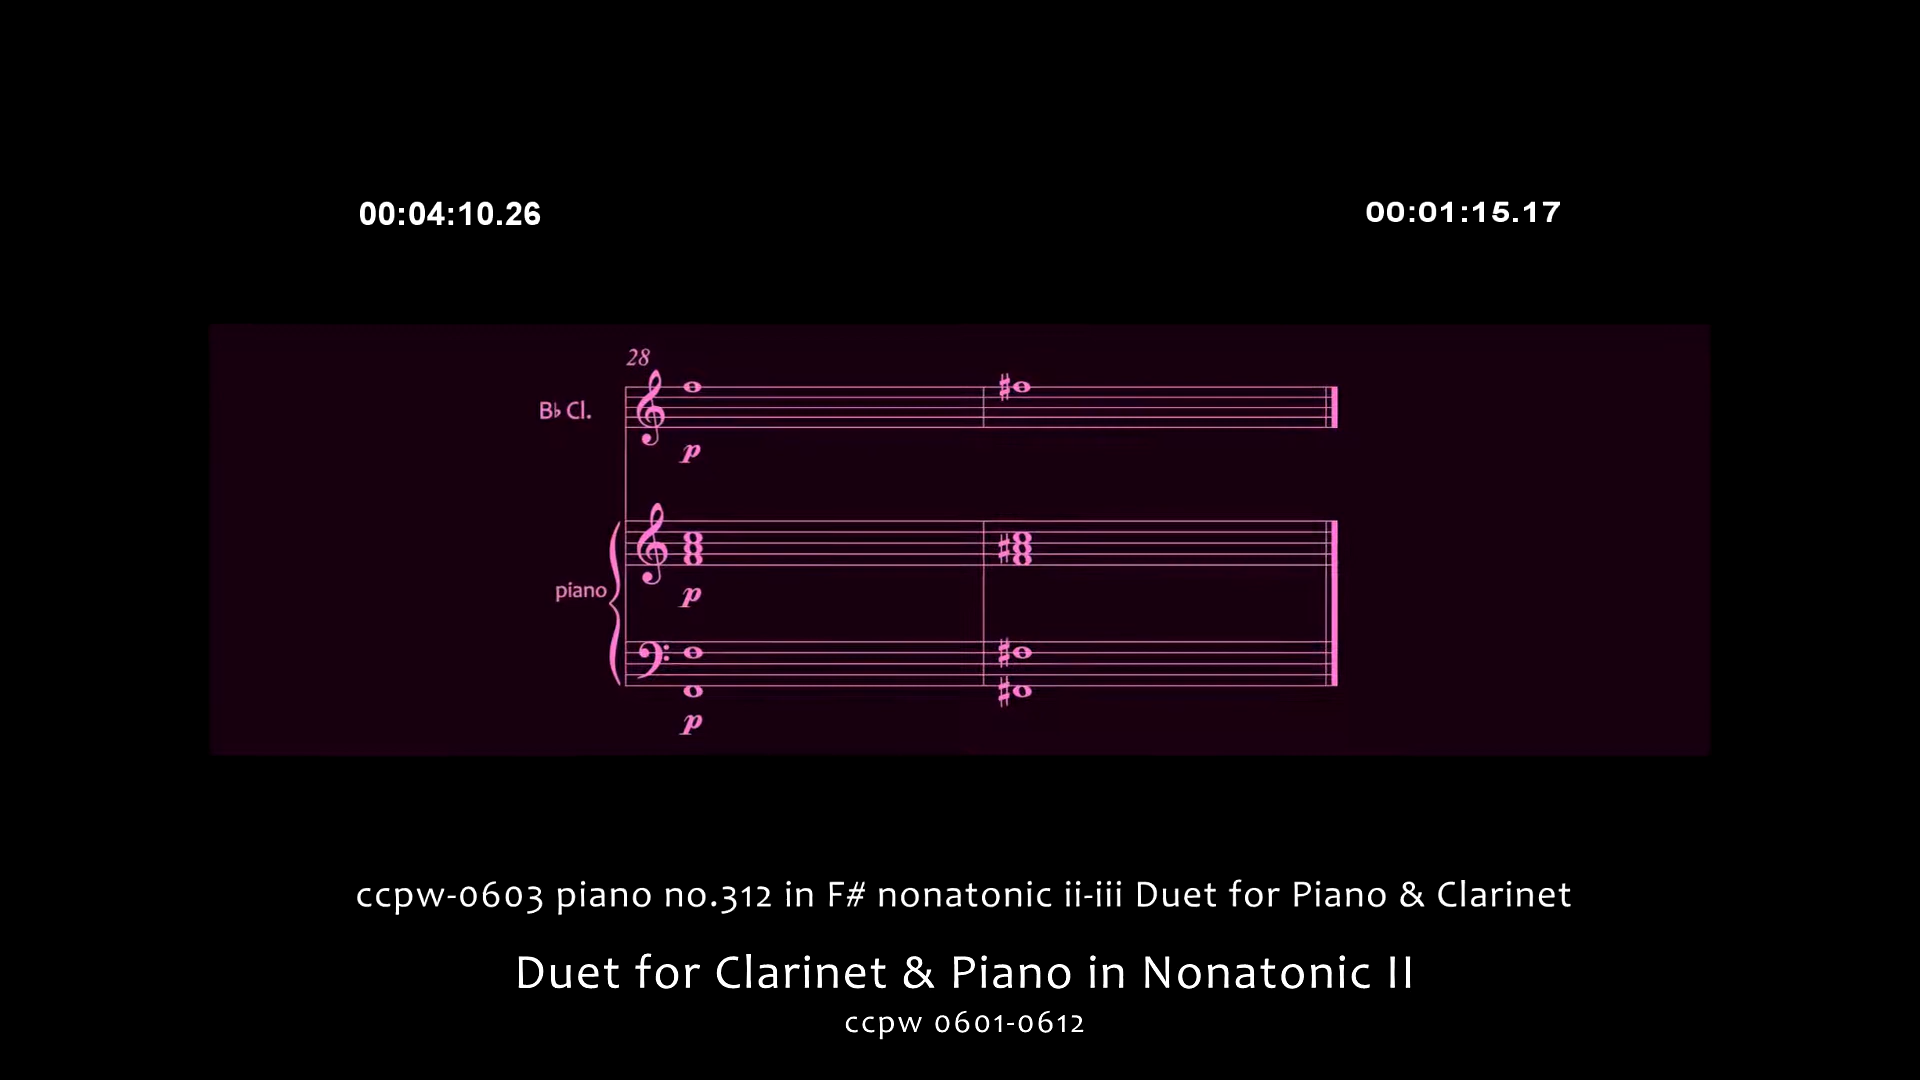 00:04:10.26
00:01:15.17
28
B♭ Cl.
p
piano
p
p
ccpw-0603 piano no.312 in F# nonatonic ii-iii Duet for Piano & Clarinet
Duet for Clarinet & Piano in Nonatonic II
ccpw 0601-0612